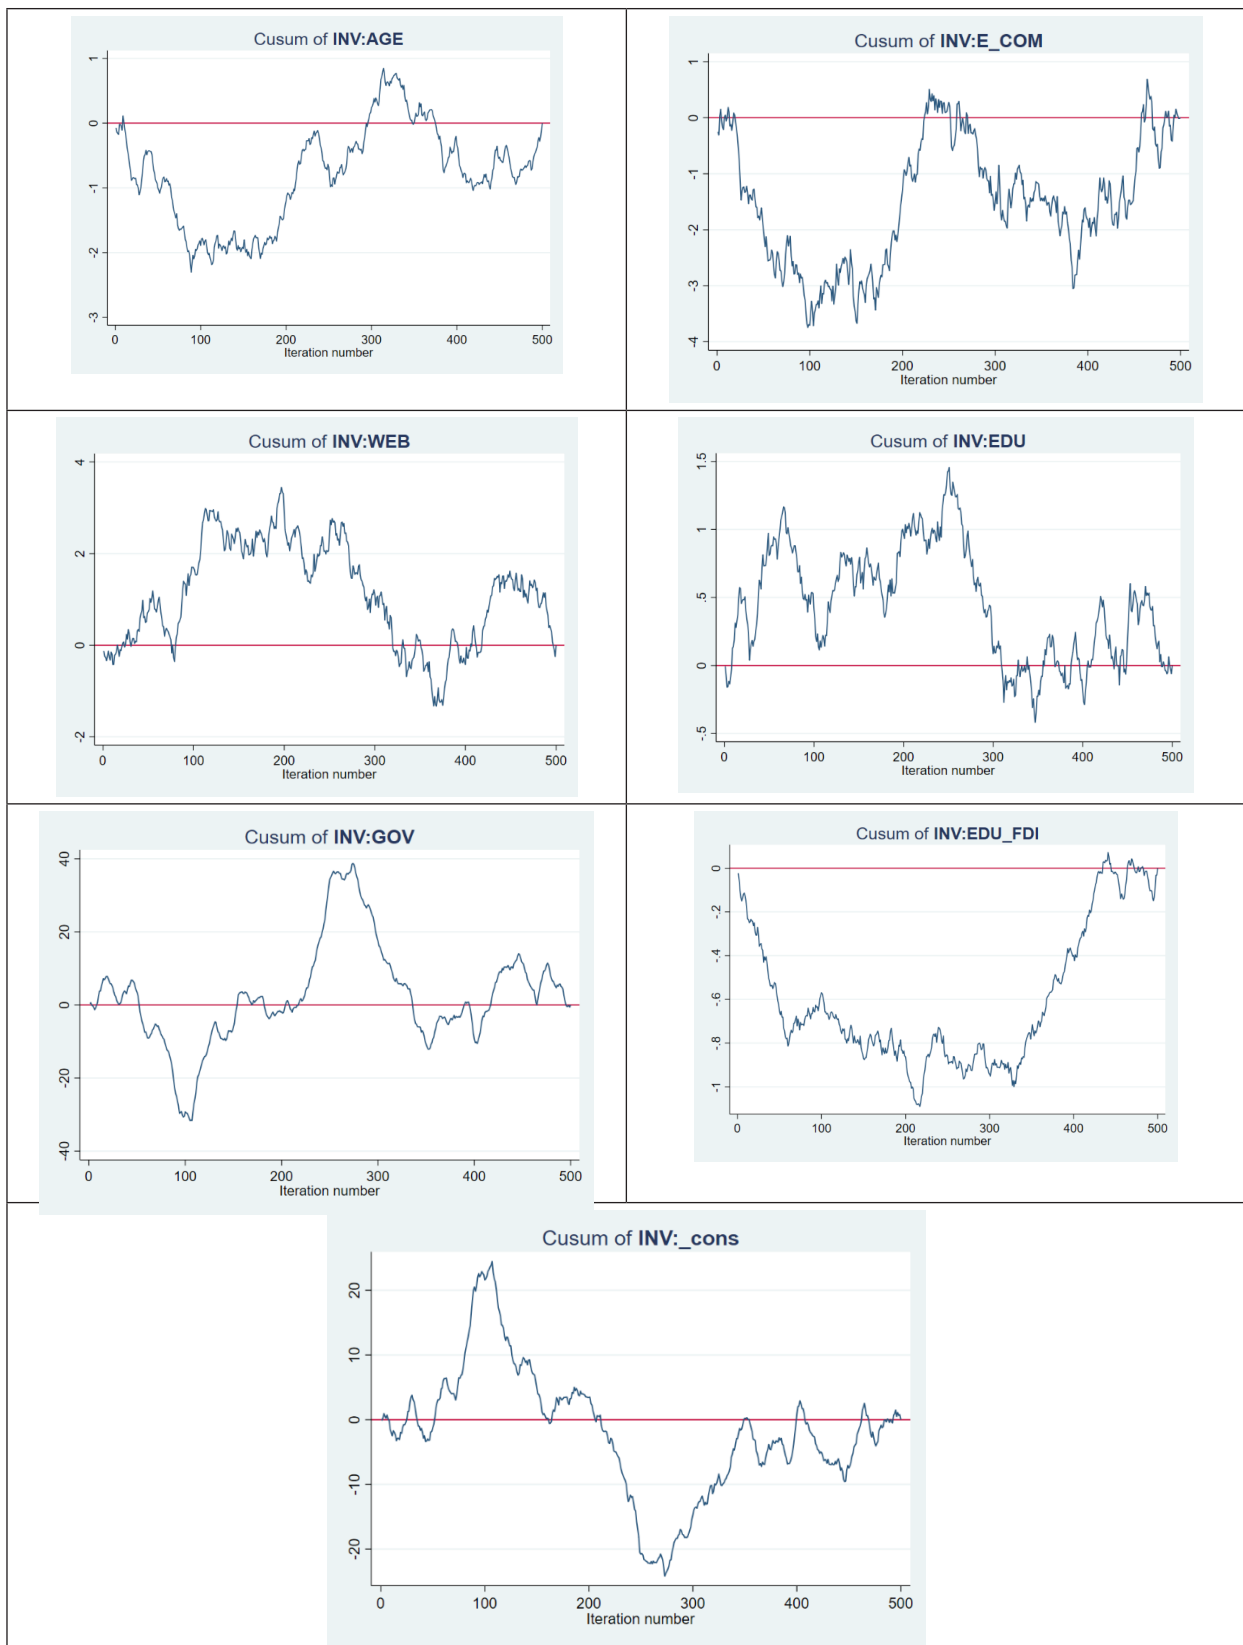 Cusum of INV:AGE
1
0
-1
-2
-3
0 100 200 300 400 500
Iteration number
Cusum of INV:E_COM
1
0
-1
-2
-3
-4
0 100 200 300 400 500
Iteration number
Cusum of INV:WEB
4
2
0
-2
0 100 200 300 400 500
Iteration number
Cusum of INV:EDU
1.5
1
.5
0
-.5
0 100 200 300 400 500
Iteration number
Cusum of INV:GOV
40
20
0
-20
-40
0 100 200 300 400 500
Iteration number
Cusum of INV:EDU_FDI
0
-.2
-.4
-.6
-.8
-1
0 100 200 300 400 500
Iteration number
Cusum of INV:_cons
20
10
0
-10
-20
0 100 200 300 400 500
Iteration number